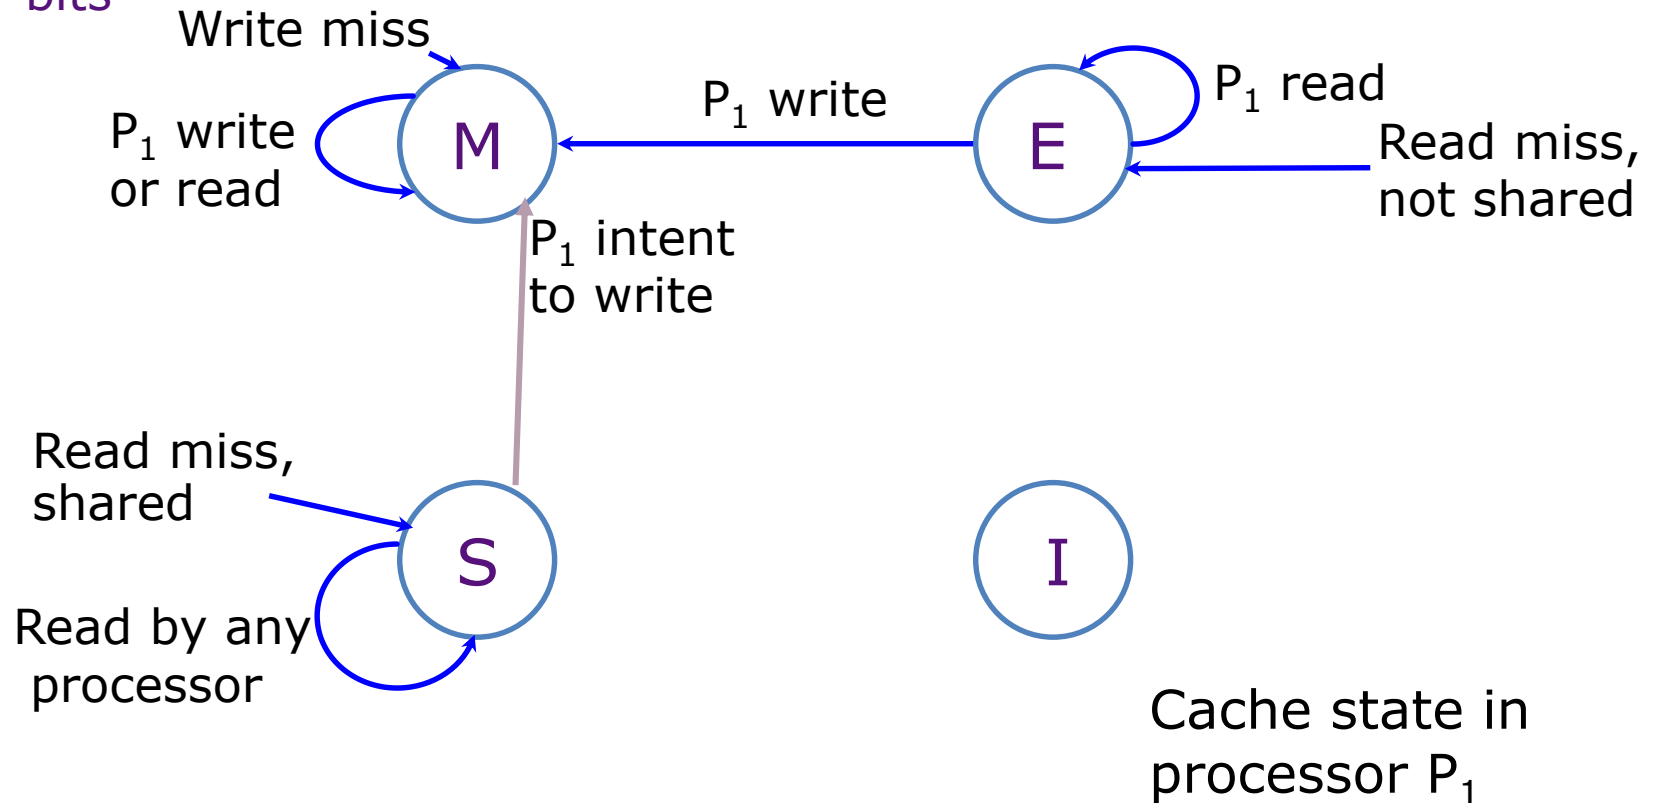 bits
Write miss
P₁ write
or read
M
P₁ write
E
P₁ read
Read miss,
not shared
P₁ intent
to write
Read miss,
shared
S
I
Read by any
processor
Cache state in
processor P₁